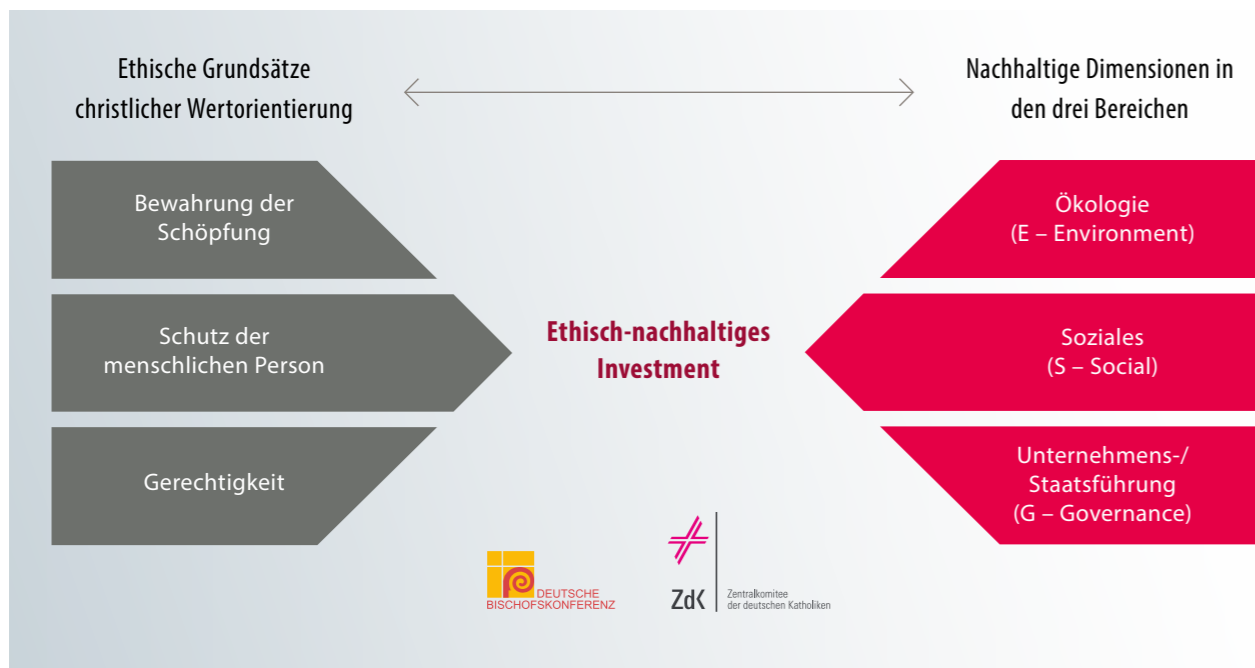 Ethische Grundsätze
christlicher Wertorientierung
Nachhaltige Dimensionen in
den drei Bereichen
Bewahrung der
Schöpfung
Schutz der
menschlichen Person
Gerechtigkeit
Ethisch-nachhaltiges
Investment
Ökologie
(E – Environment)
Soziales
(S – Social)
Unternehmens-/
Staatsführung
(G – Governance)
DEUTSCHE
BISCHOFSKONFERENZ
ZdK
Zentralkomitee
der deutschen Katholiken